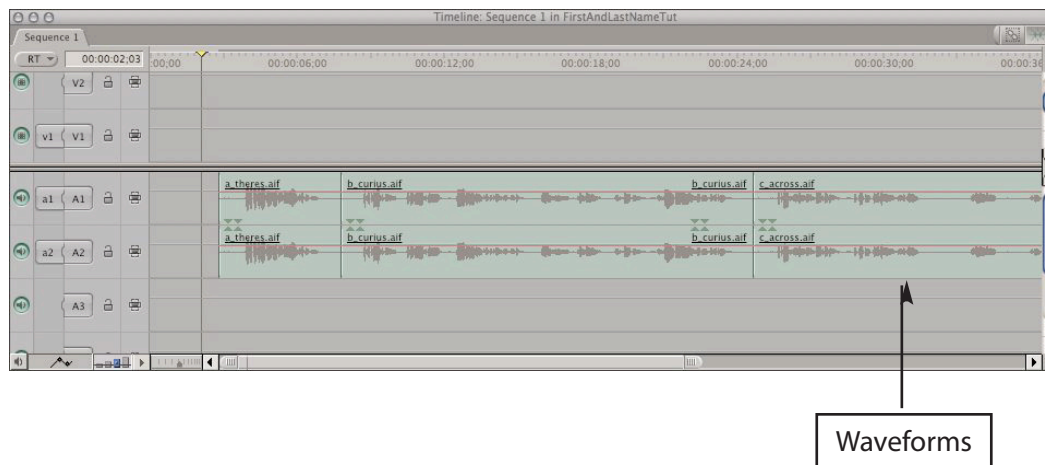 Timeline: Sequence 1 in FirstAndLastNameTut
Sequence 1
RT 00:00:02;03 00;00 00:00:06;00 00:00:12;00 00:00:18;00 00:00:24;00 00:00:30;00 00:00:36
V2
v1 V1
a_theres.aif b_curius.aif b_curius.aif c_across.aif
a1 A1
a_theres.aif b_curius.aif b_curius.aif c_across.aif
a2 A2
A3
Waveforms